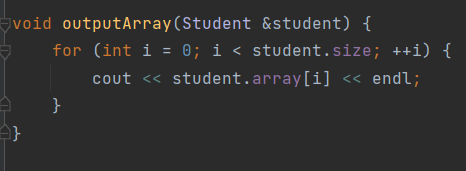 void outputArray(Student &student) {
    for (int i = 0; i < student.size; ++i) {
        cout << student.array[i] << endl;
    }
}